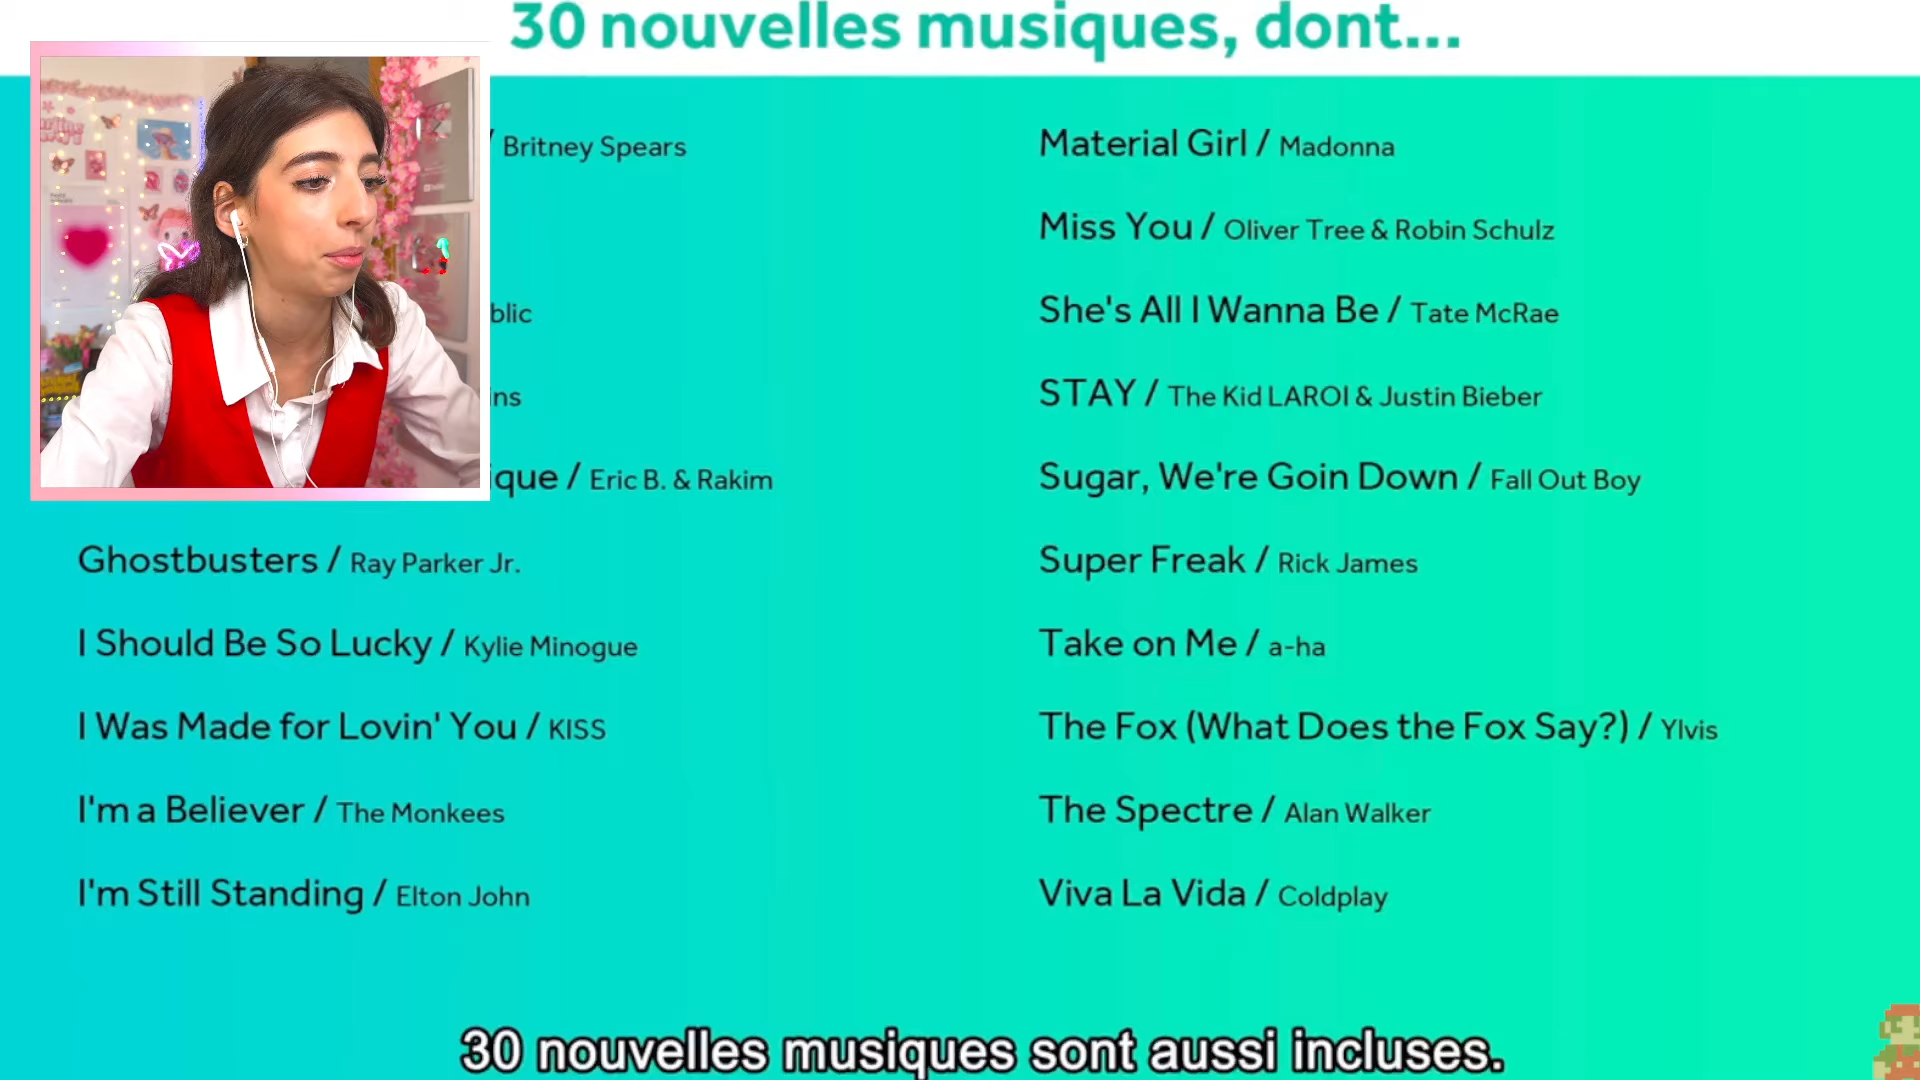 30 nouvelles musiques, dont...
/ Britney Spears
blic
ins
ique / Eric B. & Rakim
Ghostbusters / Ray Parker Jr.
I Should Be So Lucky / Kylie Minogue
I Was Made for Lovin' You / KISS
I'm a Believer / The Monkees
I'm Still Standing / Elton John
Material Girl / Madonna
Miss You / Oliver Tree & Robin Schulz
She's All I Wanna Be / Tate McRae
STAY / The Kid LAROI & Justin Bieber
Sugar, We're Goin Down / Fall Out Boy
Super Freak / Rick James
Take on Me / a-ha
The Fox (What Does the Fox Say?) / Ylvis
The Spectre / Alan Walker
Viva La Vida / Coldplay
30 nouvelles musiques sont aussi incluses.